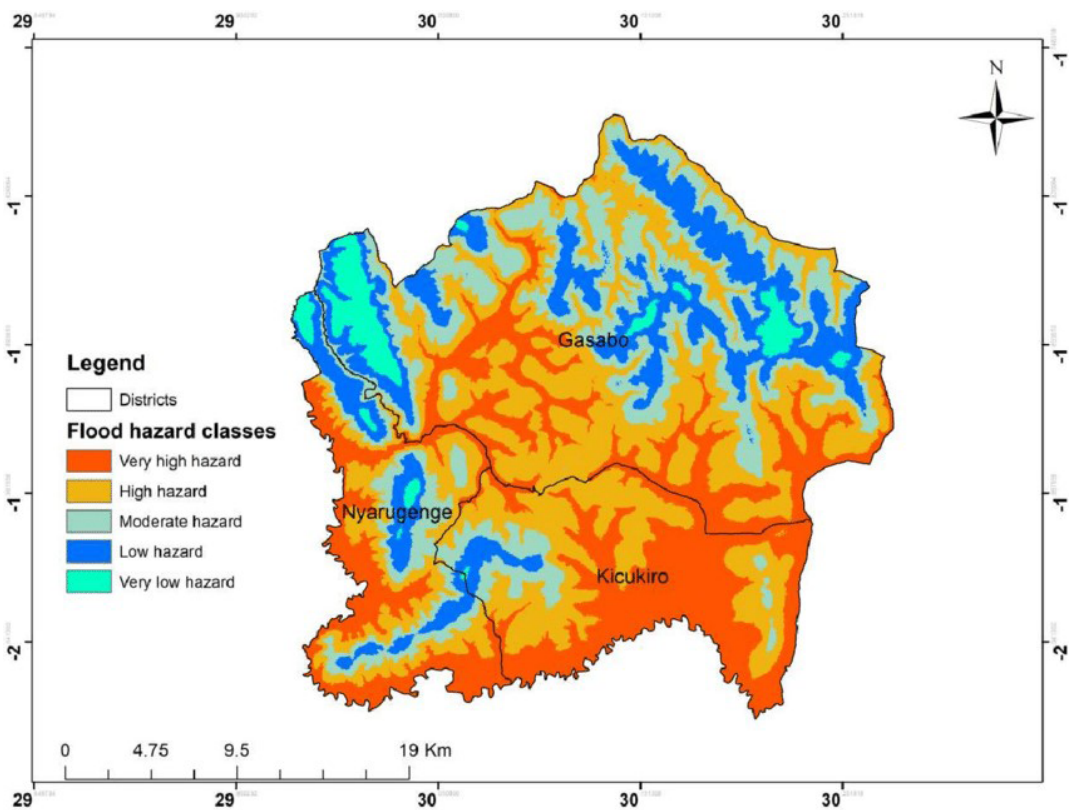 29 29 30 30 30
N
-1 -1
-1 -1
Gasabo
-1 -1
Legend
Districts
Flood hazard classes
Very high hazard
High hazard
-1 -1
Nyarugenge
Moderate hazard
Low hazard
Kicukiro
Very low hazard
-2 -2
0 4.75 9.5 19 Km
29 29 30 30 30